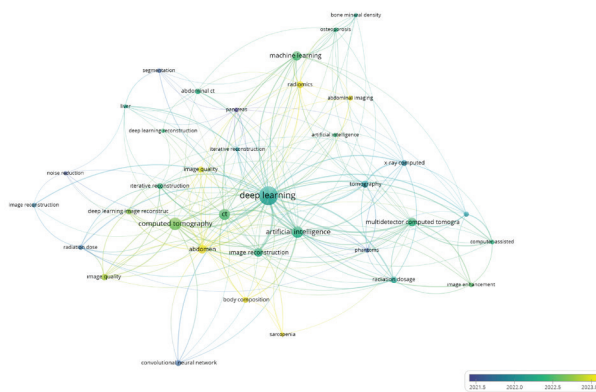 bone mineral density
osteoporosis
machine learning
segmentation
radiomics
abdominal ct
abdominal imaging
liver
pancreas
deep learning reconstruction
artificial intelligence
iterative reconstruction
x-ray computed
image quality
noise reduction
iterative reconstruction
tomography
deep learning
image reconstruction
deep learning image reconstruct
ct
computed tomography
multidetector computed tomogra
artificial intelligence
computer-assisted
radiation dose
abdomen
image reconstruction
phantoms
image quality
radiation dosage
image enhancement
body composition
sarcopenia
convolutional neural network
2021.8 2022.0 2022.8 2023.0